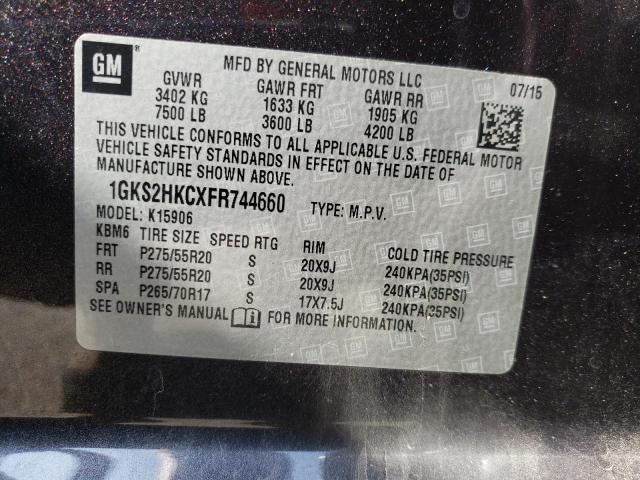 GM
MFD BY GENERAL MOTORS LLC
07/15
GVWR GAWR FRT GAWR RR
3402 KG 1633 KG 1905 KG
7500 LB 3600 LB 4200 LB
THIS VEHICLE CONFORMS TO ALL APPLICABLE U.S. FEDERAL MOTOR
VEHICLE SAFETY STANDARDS IN EFFECT ON THE DATE OF
MANUFACTURE SHOWN ABOVE.
1GKS2HKCXFR744660 TYPE: M.P.V.
MODEL: K15906
KBM6 TIRE SIZE SPEED RTG RIM COLD TIRE PRESSURE
FRT P275/55R20 S 20X9J 240KPA(35PSI)
RR P275/55R20 S 20X9J 240KPA(35PSI)
SPA P265/70R17 S 17X7.5J 240KPA(35PSI)
SEE OWNER'S MANUAL FOR MORE INFORMATION.